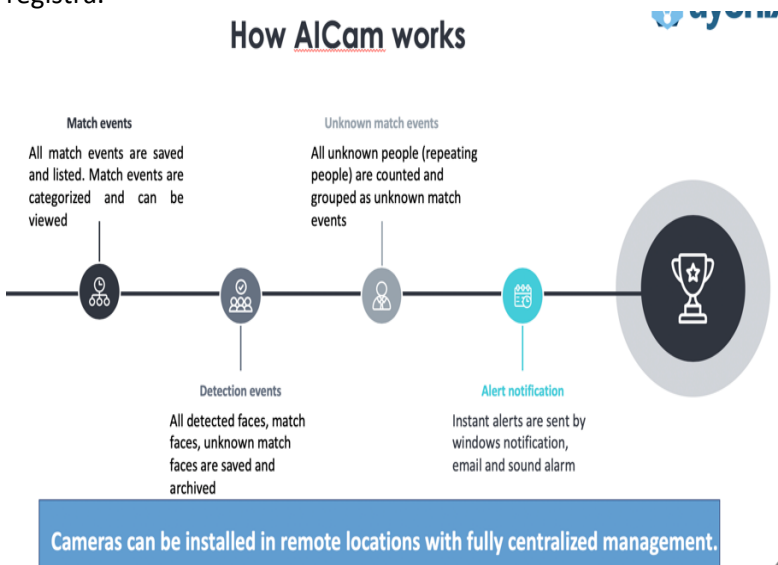 How AICam works
Match events
All match events are saved
and listed. Match events are
categorized and can be
viewed
Unknown match events
All unknown people (repeating
people) are counted and
grouped as unknown match
events
Detection events
All detected faces, match
faces, unknown match
faces are saved and
archived
Alert notification
Instant alerts are sent by
windows notification,
email and sound alarm
Cameras can be installed in remote locations with fully centralized management.